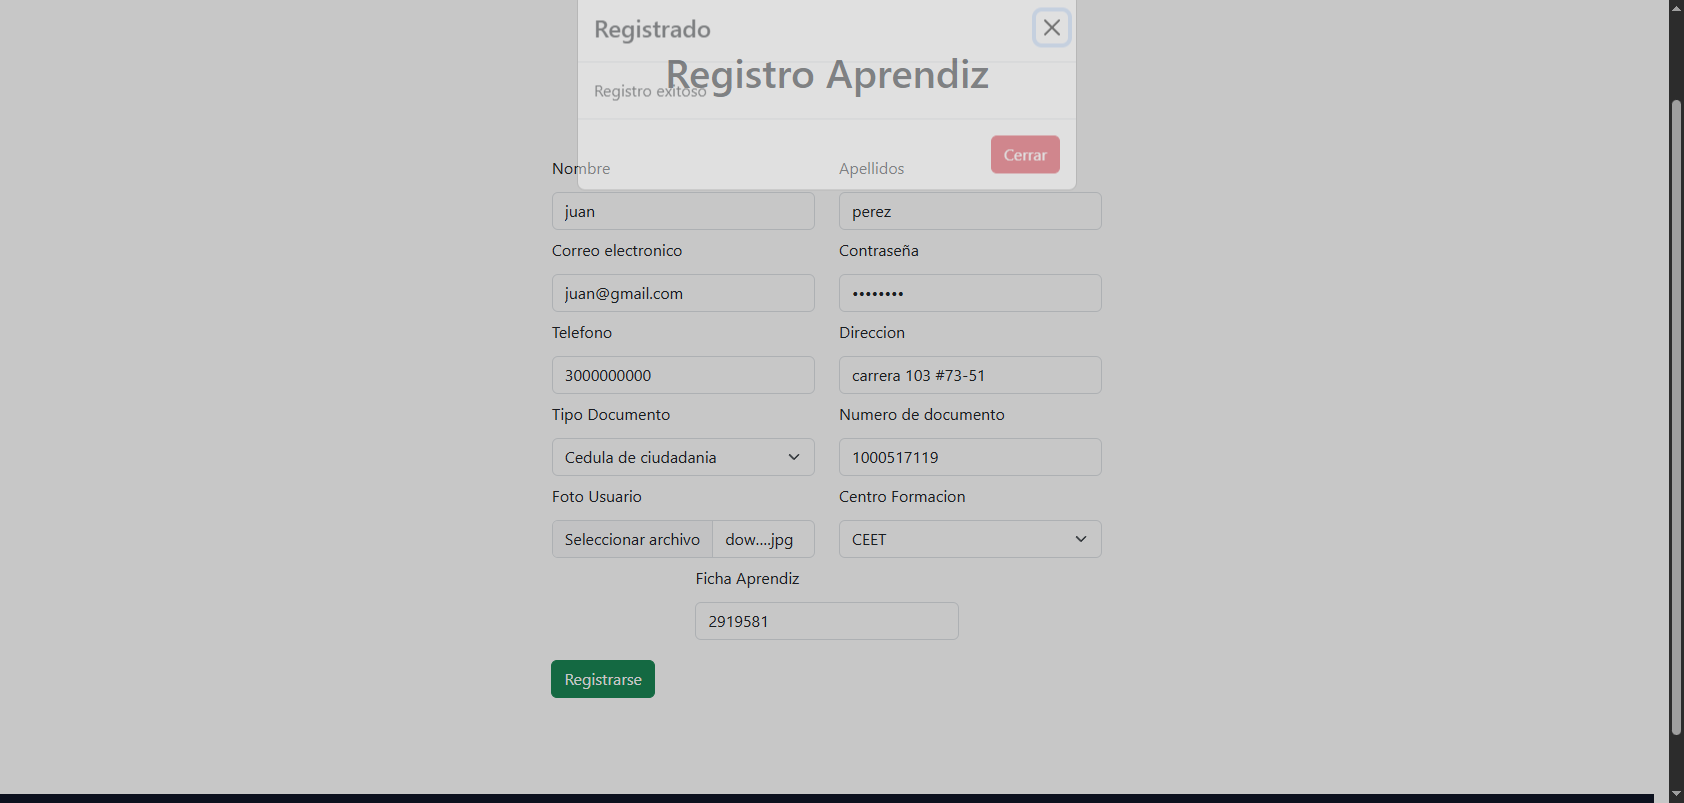 Registrado
Registro Aprendiz
Registro exitoso
Cerrar
Nombre Apellidos
juan perez
Correo electronico Contraseña
juan@gmail.com ••••••••
Telefono Direccion
3000000000 carrera 103 #73-51
Tipo Documento Numero de documento
Cedula de ciudadania 1000517119
Foto Usuario Centro Formacion
Seleccionar archivo dow....jpg CEET
Ficha Aprendiz
2919581
Registrarse